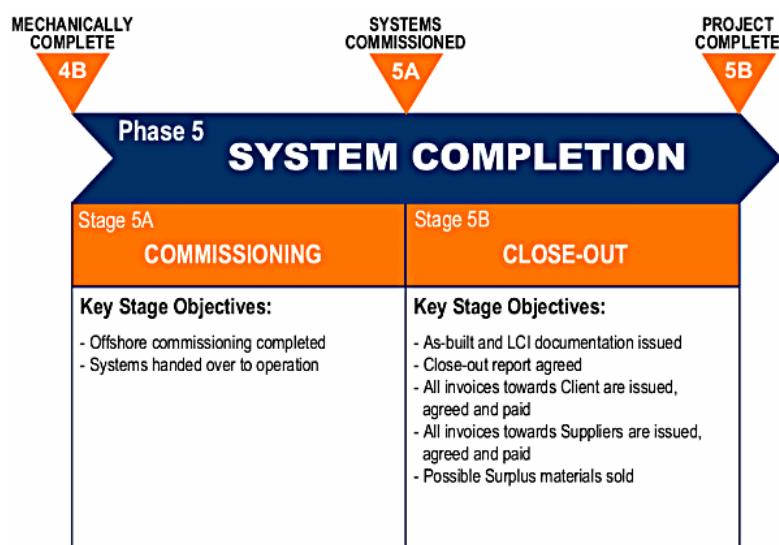 MECHANICALLY
COMPLETE
4B
SYSTEMS
COMMISSIONED
5A
PROJECT
COMPLETE
5B
Phase 5
SYSTEM COMPLETION
Stage 5A
COMMISSIONING
Key Stage Objectives:
- Offshore commissioning completed
- Systems handed over to operation
Stage 5B
CLOSE-OUT
Key Stage Objectives:
- As-built and LCI documentation issued
- Close-out report agreed
- All invoices towards Client are issued,
agreed and paid
- All invoices towards Suppliers are issued,
agreed and paid
- Possible Surplus materials sold